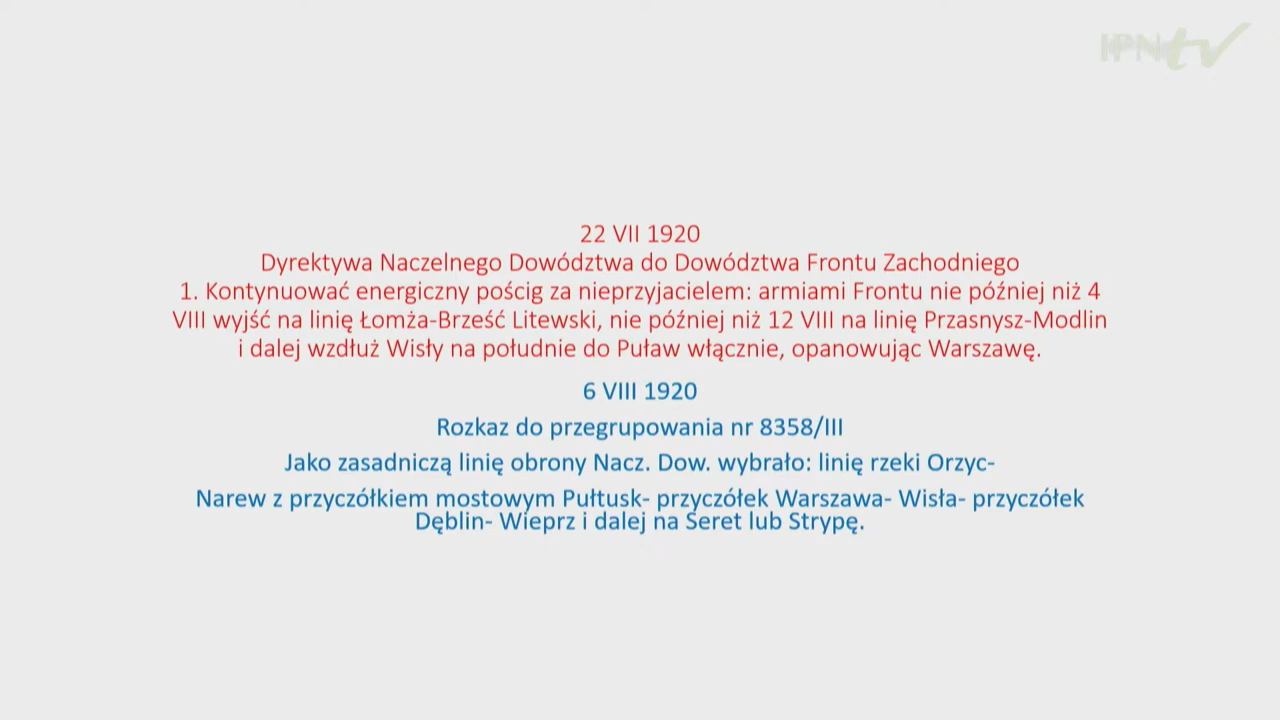 IPNtv
22 VII 1920
Dyrektywa Naczelnego Dowództwa do Dowództwa Frontu Zachodniego
1. Kontynuować energiczny pościg za nieprzyjacielem: armiami Frontu nie później niż 4
VIII wyjść na linię Łomża-Brześć Litewski, nie później niż 12 VIII na linię Przasnysz-Modlin
i dalej wzdłuż Wisły na południe do Puław włącznie, opanowując Warszawę.
6 VIII 1920
Rozkaz do przegrupowania nr 8358/III
Jako zasadniczą linię obrony Nacz. Dow. wybrało: linię rzeki Orzyc-
Narew z przyczółkiem mostowym Pułtusk- przyczółek Warszawa- Wisła- przyczółek
Dęblin- Wieprz i dalej na Seret lub Strypę.